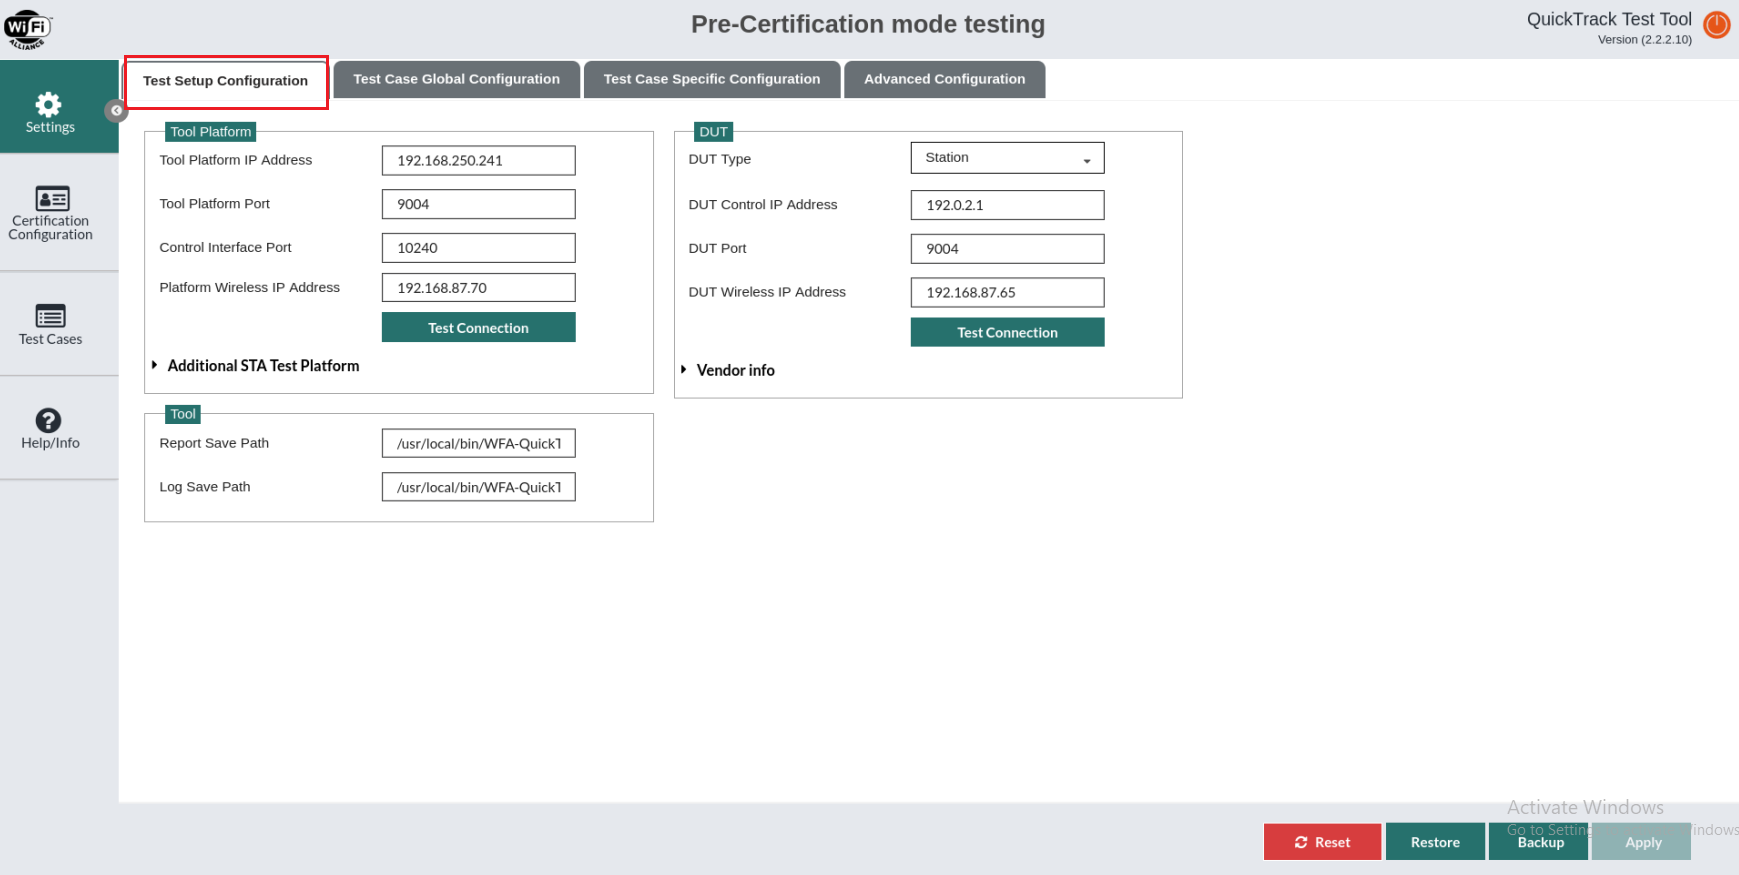 WiFi
ALLIANCE
Pre-Certification mode testing
QuickTrack Test Tool
Version (2.2.2.10)
Test Setup Configuration
Test Case Global Configuration
Test Case Specific Configuration
Advanced Configuration
Settings
Certification
Configuration
Test Cases
Help/Info
Tool Platform
Tool Platform IP Address 192.168.250.241
Tool Platform Port 9004
Control Interface Port 10240
Platform Wireless IP Address 192.168.87.70
Test Connection
Additional STA Test Platform
DUT
DUT Type Station
DUT Control IP Address 192.0.2.1
DUT Port 9004
DUT Wireless IP Address 192.168.87.65
Test Connection
Vendor info
Tool
Report Save Path /usr/local/bin/WFA-Quick
Log Save Path /usr/local/bin/WFA-Quick
Activate Windows
Go to Setting Windows
Reset
Restore
Backup
Apply